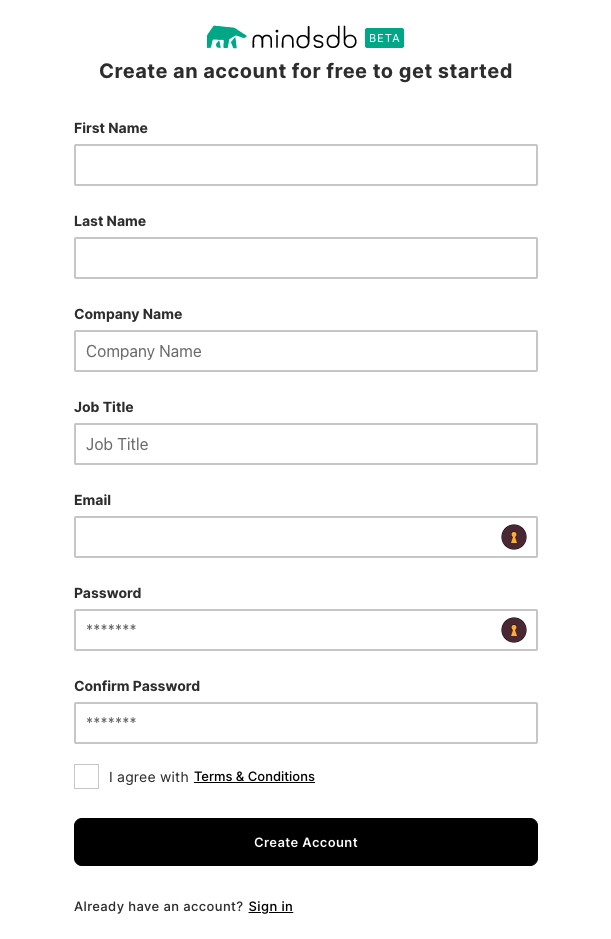 mindsdb BETA
Create an account for free to get started
First Name
Last Name
Company Name
Company Name
Job Title
Job Title
Email
Password
*******
Confirm Password
*******
I agree with Terms & Conditions
Create Account
Already have an account? Sign in